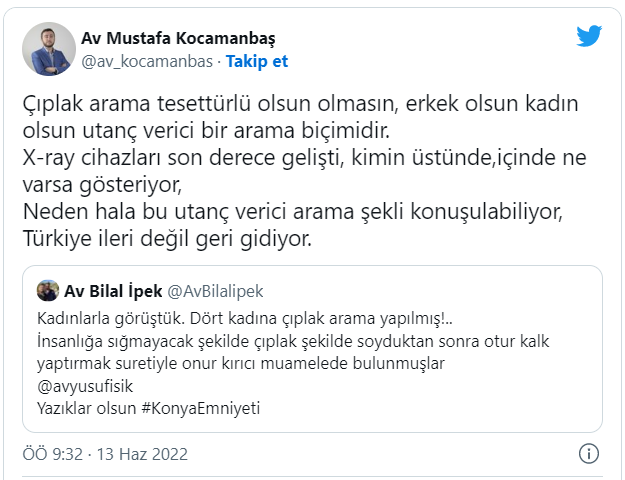 Av Mustafa Kocamanbaş
@av_kocamanbas · Takip et
Çıplak arama tesettürlü olsun olmasın, erkek olsun kadın
olsun utanç verici bir arama biçimidir.
X-ray cihazları son derece gelişti, kimin üstünde,içinde ne
varsa gösteriyor,
Neden hala bu utanç verici arama şekli konuşulabiliyor,
Türkiye ileri değil geri gidiyor.
Av Bilal İpek @AvBilalipek
Kadınlarla görüştük. Dört kadına çıplak arama yapılmış!..
İnsanlığa sığmayacak şekilde çıplak şekilde soyduktan sonra otur kalk
yaptırmak suretiyle onur kırıcı muamelede bulunmuşlar
@avyusufisik
Yazıklar olsun #KonyaEmniyeti
ÖÖ 9:32 · 13 Haz 2022